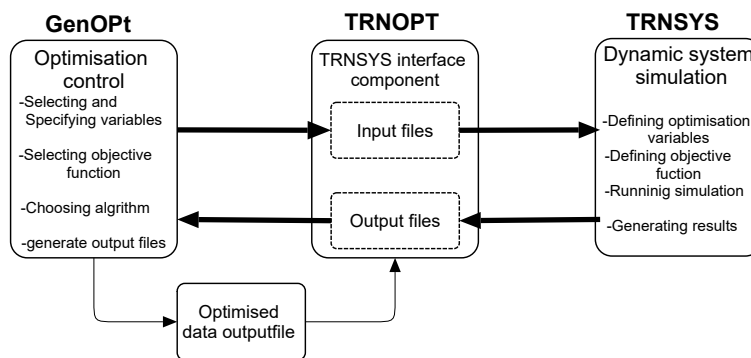 GenOPt
Optimisation
control
-Selecting and
Specifying variables
-Selecting objective
function
-Choosing algrithm
-generate output files
TRNOPT
TRNSYS interface
component
Input files
Output files
TRNSYS
Dynamic system
simulation
-Defining optimisation
variables
-Defining objective
fuction
-Runninig simulation
-Generating results
Optimised
data outputfile